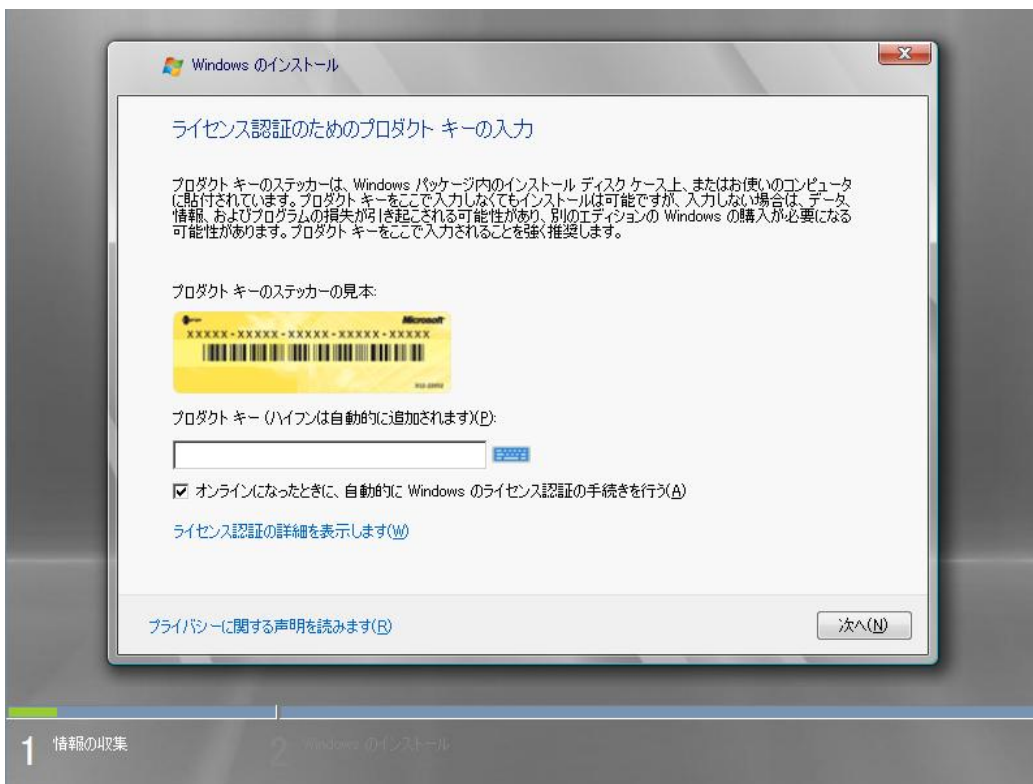 Windows のインストール
ライセンス認証のためのプロダクト キーの入力
プロダクト キーのステッカーは、Windows パッケージ内のインストール ディスク ケース上、またはお使いのコンピュータ
に貼付されています。プロダクト キーをここで入力しなくてもインストールは可能ですが、入力しない場合は、データ、
情報、およびプログラムの損失が引き起こされる可能性があり、別のエディションの Windows の購入が必要になる
可能性があります。プロダクト キーをここで入力されることを強く推奨します。
プロダクト キーのステッカーの見本:
Microsoft
XXXXX-XXXXX-XXXXX-XXXXX-XXXXX
プロダクト キー (ハイフンは自動的に追加されます)(P):
オンラインになったときに、自動的に Windows のライセンス認証の手続きを行う(A)
ライセンス認証の詳細を表示します(W)
プライバシーに関する声明を読みます(R)
次へ(N)
1 情報の収集
2 Windows のインストール